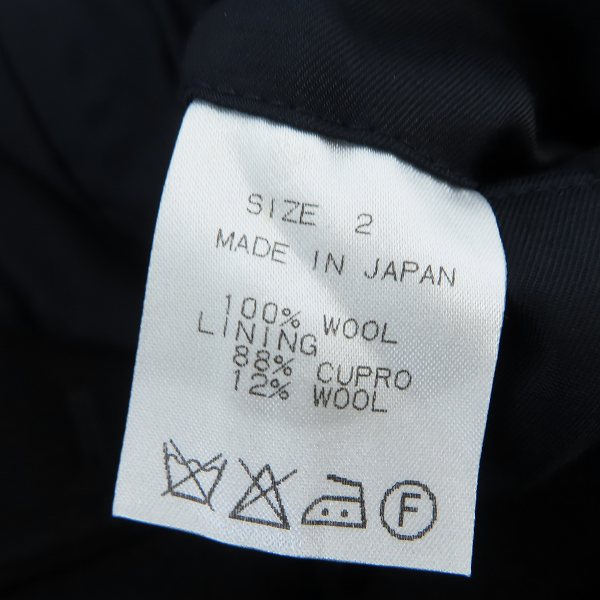 SIZE 2
MADE IN JAPAN
100% WOOL
LINING
88% CUPRO
12% WOOL
F